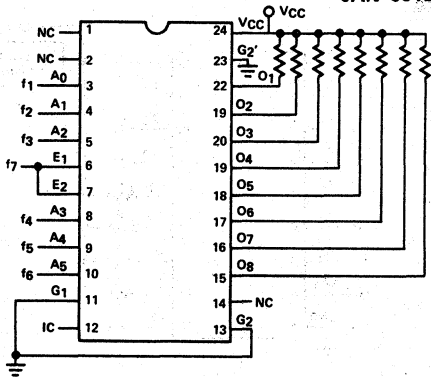 VCC
NC 1 24 VCC
NC 2 23 G2'
f1 A0 3 22 O1
f2 A1 4 19 O2
f3 A2 5 20 O3
f7 E1 6 19 O4
E2 7 18 O5
f4 A3 8 17 O6
f5 A4 9 16 O7
f6 A5 10 15 O8
G1 11 14 NC
IC 12 13 G2